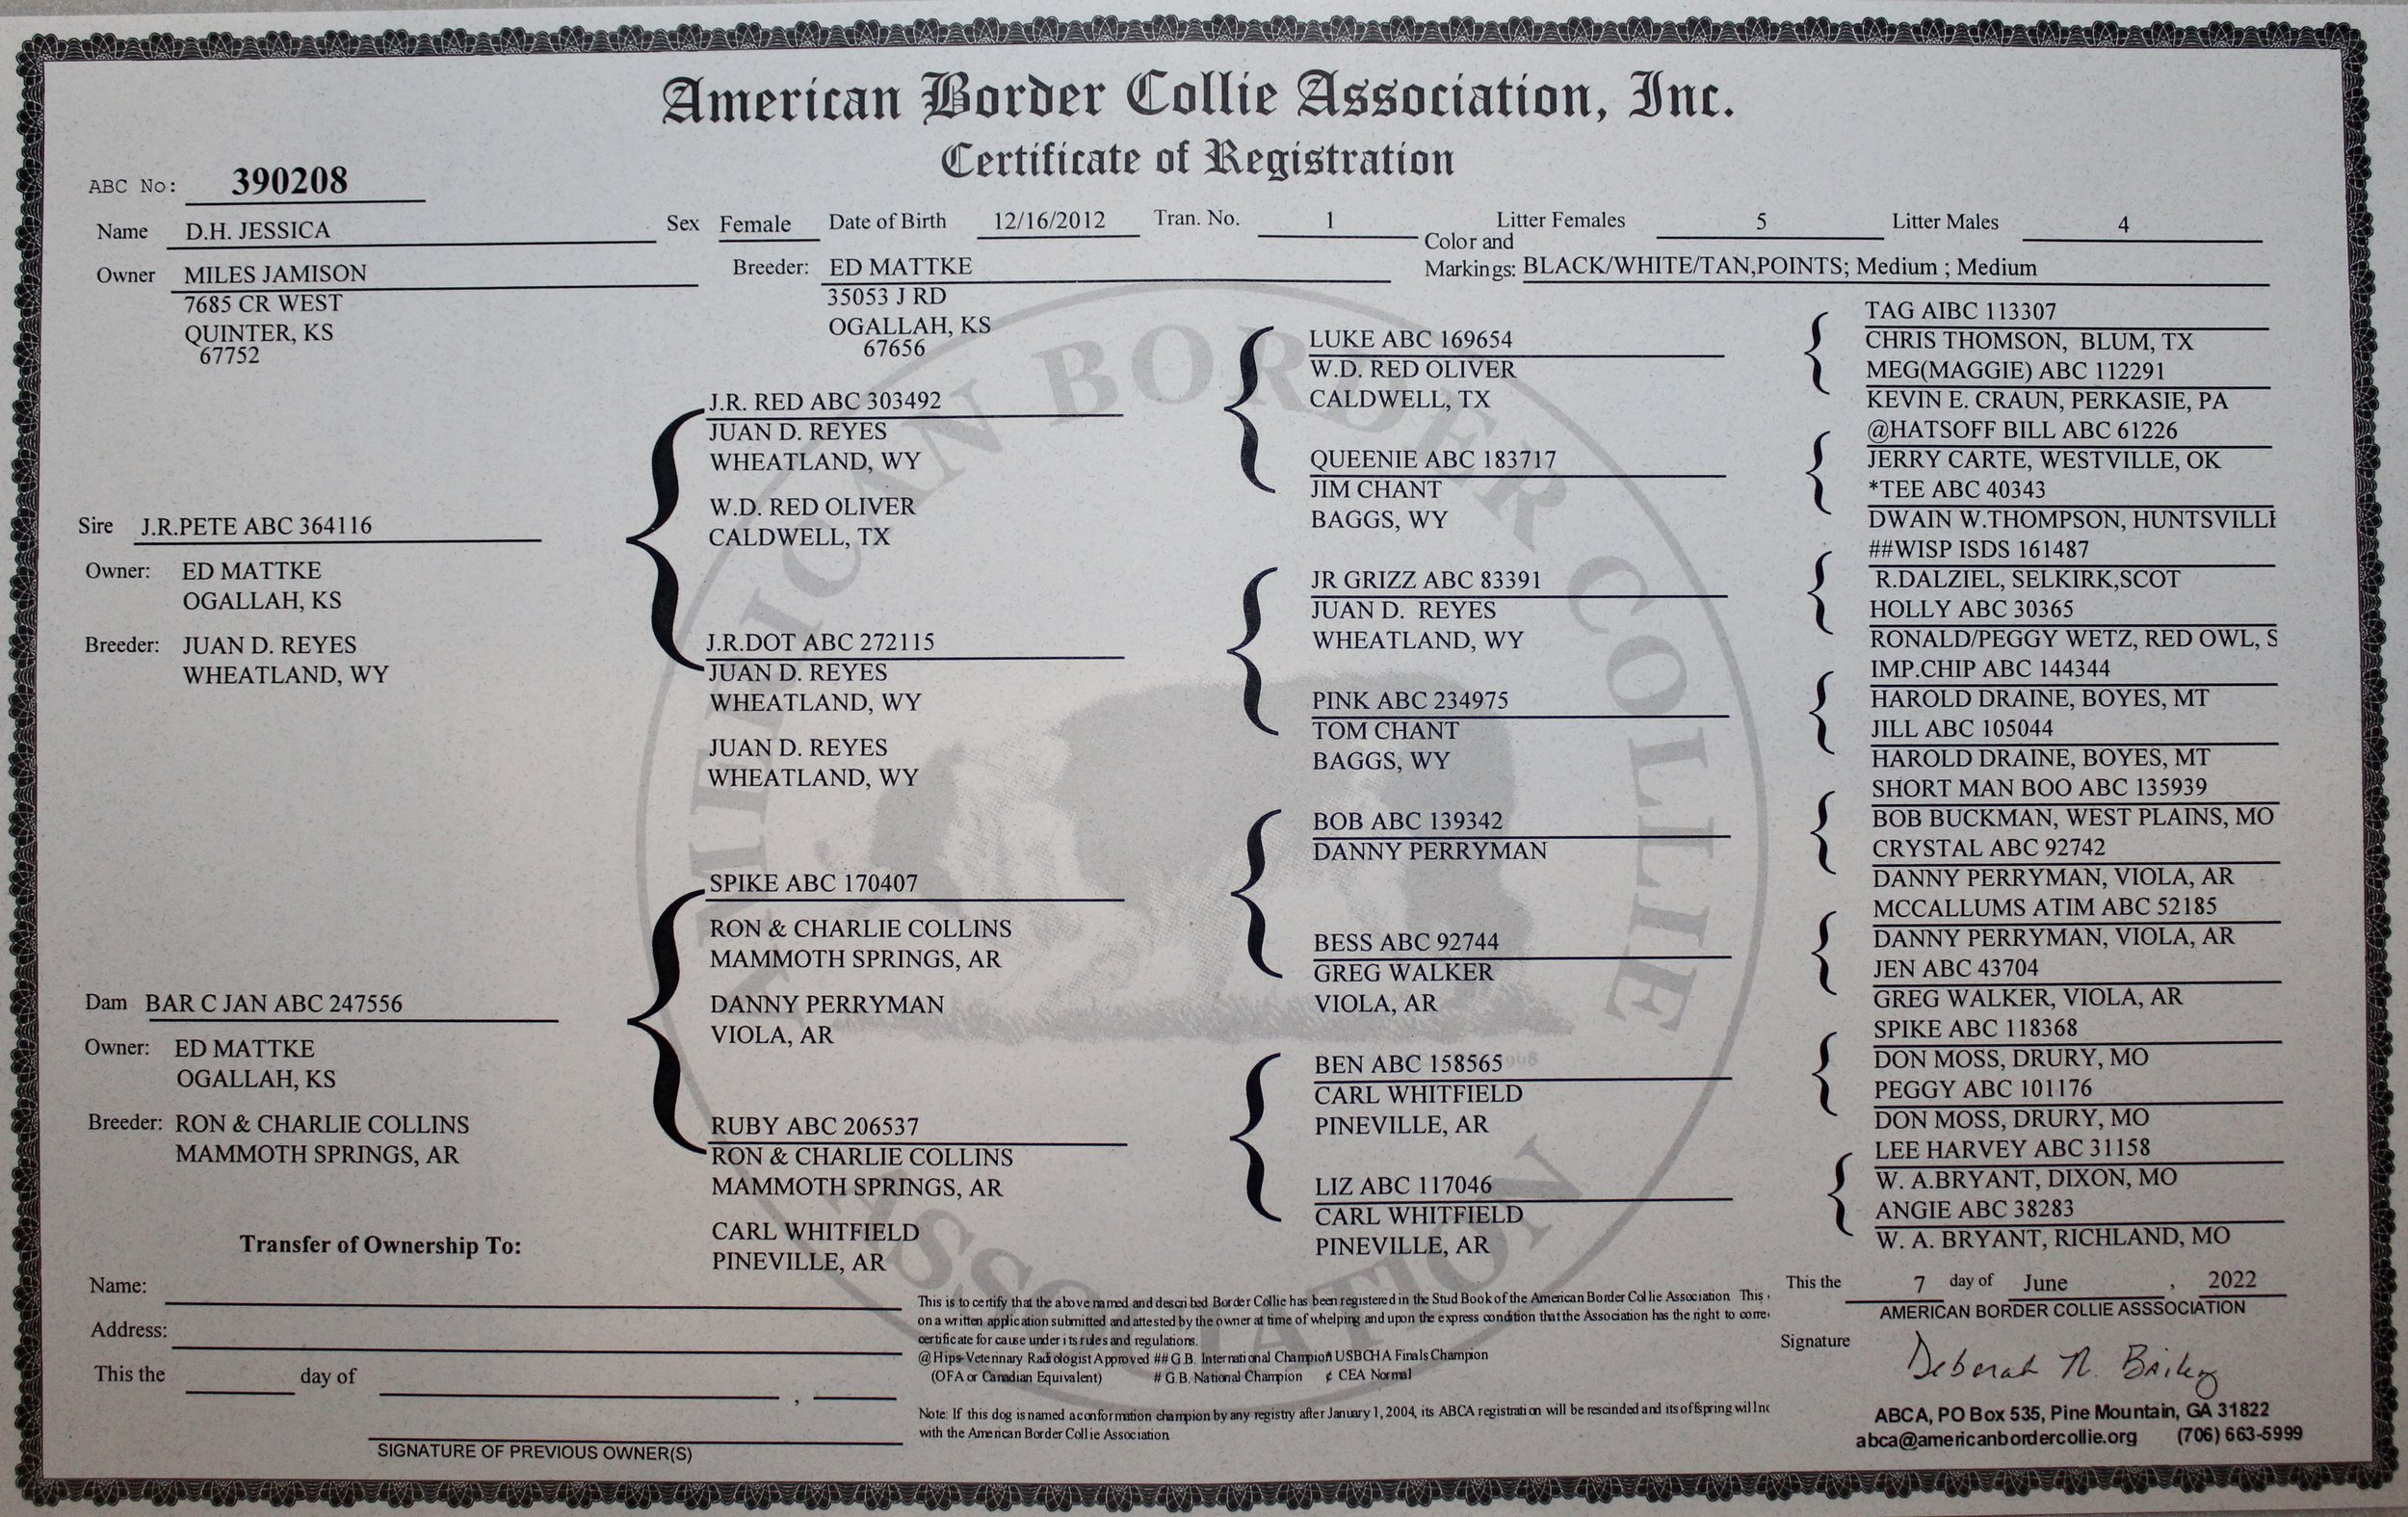 American Border Collie Association, Inc.
Certificate of Registration
ABC No: 390208
Name D.H. JESSICA Sex Female Date of Birth 12/16/2012 Tran. No. 1 Litter Females 5 Litter Males 4
Owner MILES JAMISON
7685 CR WEST
QUINTER, KS
67752
Breeder: ED MATTKE
35053 J RD
OGALLAH, KS
67656
Color and
Markings: BLACK/WHITE/TAN,POINTS; Medium ; Medium
Sire J.R.PETE ABC 364116
Owner: ED MATTKE
OGALLAH, KS
Breeder: JUAN D. REYES
WHEATLAND, WY
Dam BAR C JAN ABC 247556
Owner: ED MATTKE
OGALLAH, KS
Breeder: RON & CHARLIE COLLINS
MAMMOTH SPRINGS, AR
J.R. RED ABC 303492
JUAN D. REYES
WHEATLAND, WY
W.D. RED OLIVER
CALDWELL, TX
J.R.DOT ABC 272115
JUAN D. REYES
WHEATLAND, WY
JUAN D. REYES
WHEATLAND, WY
SPIKE ABC 170407
RON & CHARLIE COLLINS
MAMMOTH SPRINGS, AR
DANNY PERRYMAN
VIOLA, AR
RUBY ABC 206537
RON & CHARLIE COLLINS
MAMMOTH SPRINGS, AR
CARL WHITFIELD
PINEVILLE, AR
LUKE ABC 169654
W.D. RED OLIVER
CALDWELL, TX
QUEENIE ABC 183717
JIM CHANT
BAGGS, WY
JR GRIZZ ABC 83391
JUAN D. REYES
WHEATLAND, WY
PINK ABC 234975
TOM CHANT
BAGGS, WY
BOB ABC 139342
DANNY PERRYMAN
BESS ABC 92744
GREG WALKER
VIOLA, AR
BEN ABC 158565
CARL WHITFIELD
PINEVILLE, AR
LIZ ABC 117046
CARL WHITFIELD
PINEVILLE, AR
TAG AIBC 113307
CHRIS THOMSON, BLUM, TX
MEG(MAGGIE) ABC 112291
KEVIN E. CRAUN, PERKASIE, PA
@HATSOFF BILL ABC 61226
JERRY CARTE, WESTVILLE, OK
*TEE ABC 40343
DWAIN W.THOMPSON, HUNTSVILL
##WISP ISDS 161487
R.DALZIEL, SELKIRK,SCOT
HOLLY ABC 30365
RONALD/PEGGY WETZ, RED OWL, S
IMP.CHIP ABC 144344
HAROLD DRAINE, BOYES, MT
JILL ABC 105044
HAROLD DRAINE, BOYES, MT
SHORT MAN BOO ABC 135939
BOB BUCKMAN, WEST PLAINS, MO
CRYSTAL ABC 92742
DANNY PERRYMAN, VIOLA, AR
MCCALLUMS ATIM ABC 52185
DANNY PERRYMAN, VIOLA, AR
JEN ABC 43704
GREG WALKER, VIOLA, AR
SPIKE ABC 118368
DON MOSS, DRURY, MO
PEGGY ABC 101176
DON MOSS, DRURY, MO
LEE HARVEY ABC 31158
W. A.BRYANT, DIXON, MO
ANGIE ABC 38283
W. A. BRYANT, RICHLAND, MO
AMERICAN BORDER COLLIE ASSOCIATION
Transfer of Ownership To:
Name:
Address:
This the day of ,
SIGNATURE OF PREVIOUS OWNER(S)
This is to certify that the above named and described Border Collie has been registered in the Stud Book of the American Border Collie Association. This
on a written application submitted and attested by the owner at time of whelping and upon the express condition that the Association has the right to corre
certificate for cause under its rules and regulations.
@Hips-Veterinary Radiologist Approved ## G.B. International Champion USBCHA Finals Champion
(OFA or Canadian Equivalent) # G.B. National Champion ¢ CEA Normal
Note: If this dog is named a conformation champion by any registry after January 1, 2004, its ABCA registration will be rescinded and its offspring will no
with the American Border Collie Association
This the 7 day of June , 2022
AMERICAN BORDER COLLIE ASSSOCIATION
Signature Deborah N. Bailey
ABCA, PO Box 535, Pine Mountain, GA 31822
abca@americanbordercollie.org (706) 663-5999